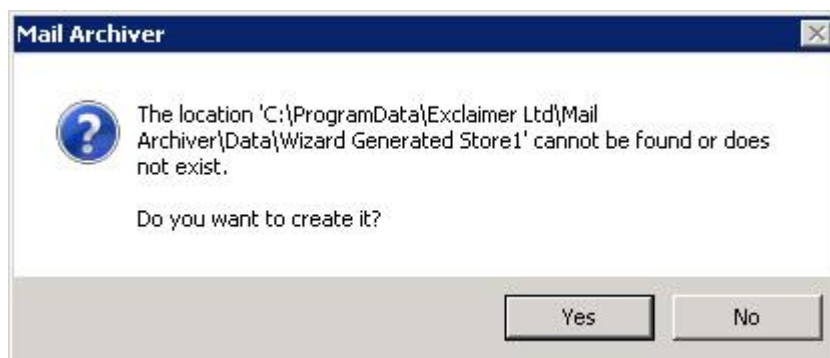 Mail Archiver
The location 'C:\ProgramData\Exclaimer Ltd\Mail
Archiver\Data\Wizard Generated Store1' cannot be found or does
not exist.
Do you want to create it?
Yes
No